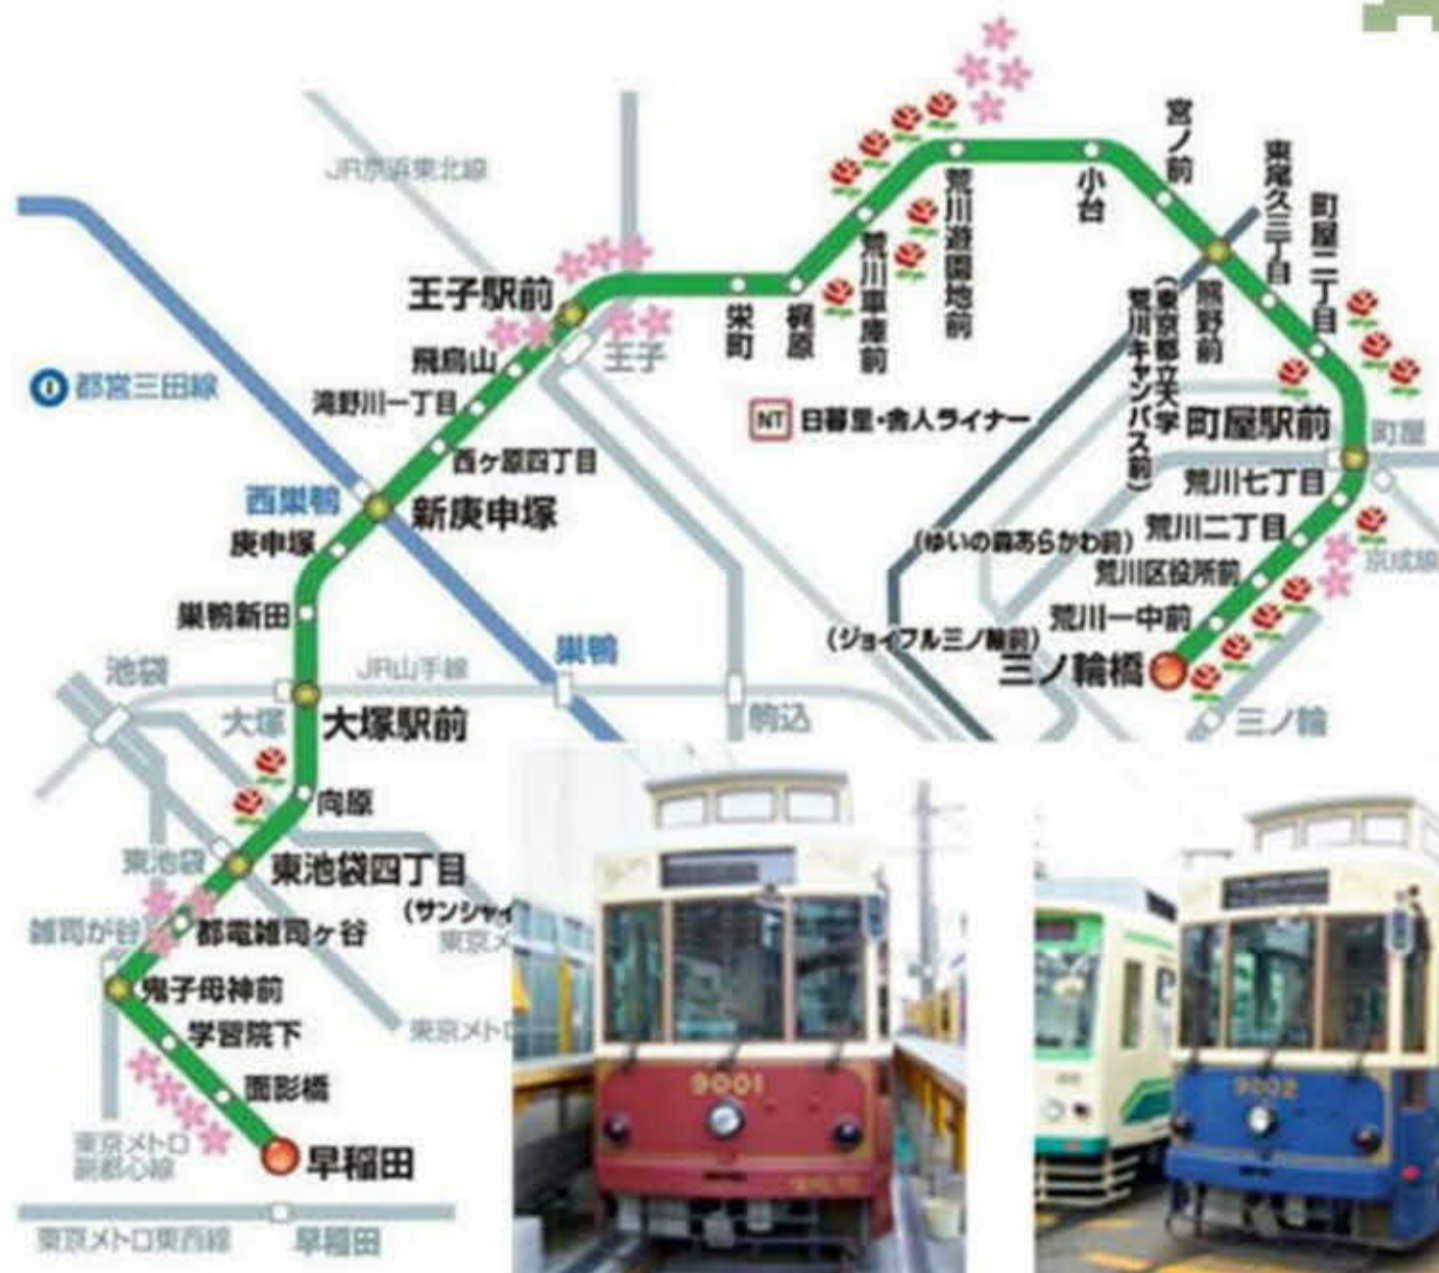 JR京浜東北線
宮ノ前
東尾久三丁目
町屋二丁目
小台
荒川遊園地前
荒川車庫前
王子駅前
栄町
梶原
熊野前
(東京都立大学
荒川キャンパス前)
飛鳥山
王子
都営三田線
滝野川一丁目
NT 日暮里・舎人ライナー
町屋駅前
町屋
西ヶ原四丁目
荒川七丁目
西巣鴨
新庚申塚
荒川二丁目
(ゆいの森あらかわ前)
庚申塚
京成線
荒川区役所前
巣鴨新田
荒川一中前
(ジョイフル三ノ輪前)
三ノ輪橋
巣鴨
JR山手線
池袋
大塚
大塚駅前
駒込
三ノ輪
向原
東池袋
東池袋四丁目
(サンシャイ
雑司が谷
都電雑司ヶ谷
東京メ
鬼子母神前
学習院下
東京メトロ
面影橋
東京メトロ
副都心線
早稲田
東京メトロ東西線
早稲田
9001
9002